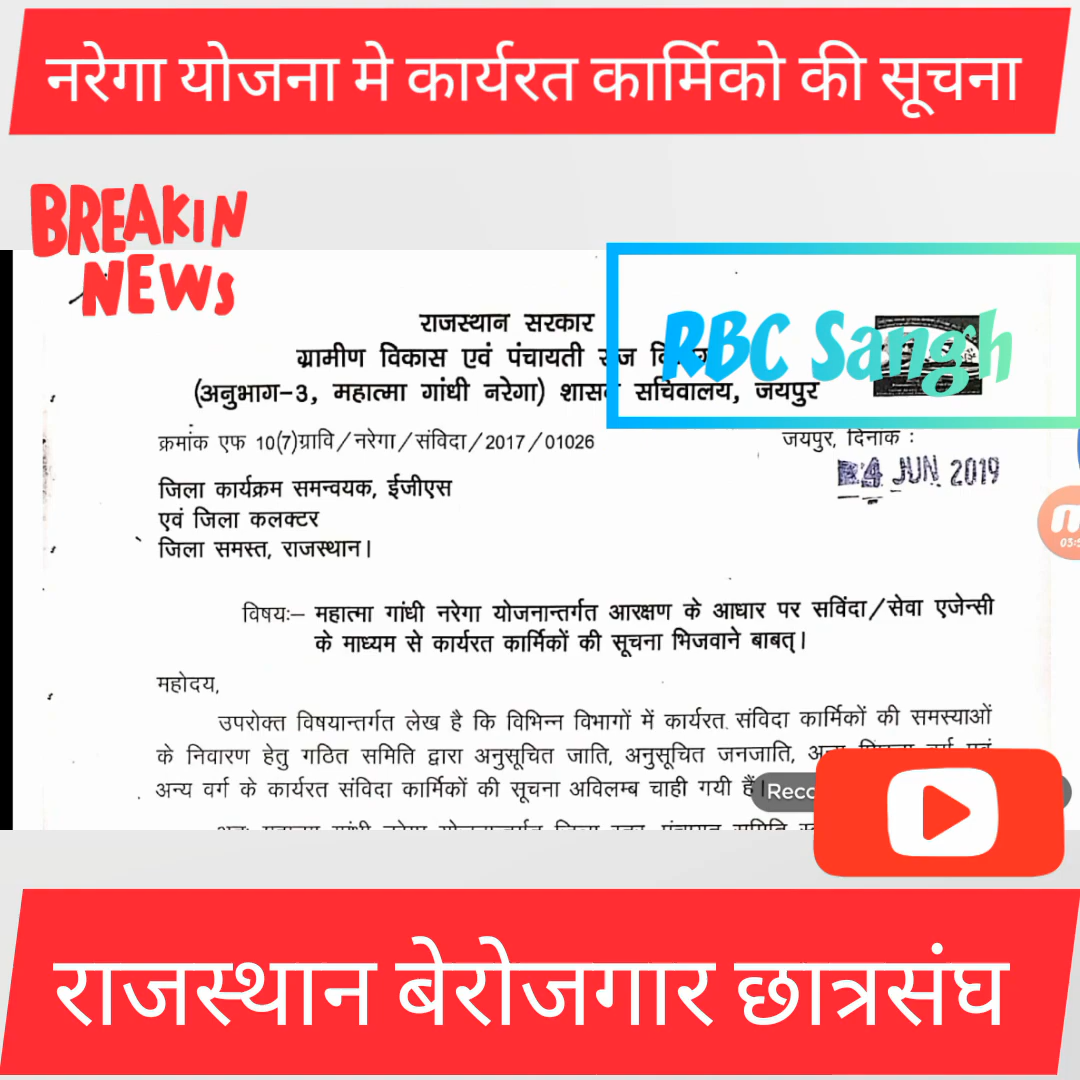 नरेगा योजना मे कार्यरत कार्मिको की सूचना
BREAKIN
NEWS
RBC Sangh
राजस्थान सरकार
ग्रामीण विकास एवं पंचायती
(अनुभाग-3, महात्मा गांधी नरेगा) सचिवालय, जयपुर
क्रमांक एफ 10(7)ग्रावि/नरेगा/संविदा/2017/01026
जयपुर, दिनांक :
4 JUN 2019
जिला कार्यक्रम समन्वयक, ईजीएस
एवं जिला कलक्टर
जिला समस्त, राजस्थान।
विषयः– महात्मा गांधी नरेगा योजनान्तर्गत आरक्षण के आधार पर सविंदा/सेवा एजेन्सी
के माध्यम से कार्यरत कार्मिकों की सूचना भिजवाने बाबत्।
महोदय,
उपरोक्त विषयान्तर्गत लेख है कि विभिन्न विभागों में कार्यरत संविदा कार्मिकों की समस्याओं
के निवारण हेतु गठित समिति द्वारा अनुसूचित जाति, अनुसूचित जनजाति,
अन्य वर्ग के कार्यरत संविदा कार्मिकों की सूचना अविलम्ब चाही गयी हैं।
राजस्थान बेरोजगार छात्रसंघ